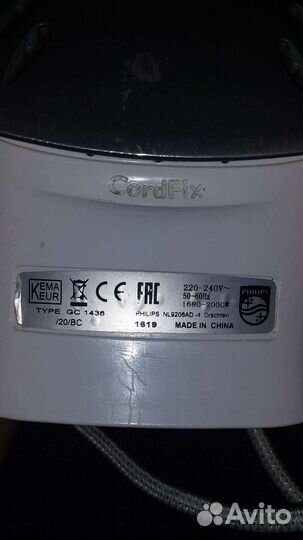 CordFix
KEMA KEUR CE EAC 220-240V~
50-60Hz
1680-2000W
PHILIPS
TYPE GC 1436 PHILIPS NL9206AD -4 Drachten
/20/BC 1619 MADE IN CHINA
Avito